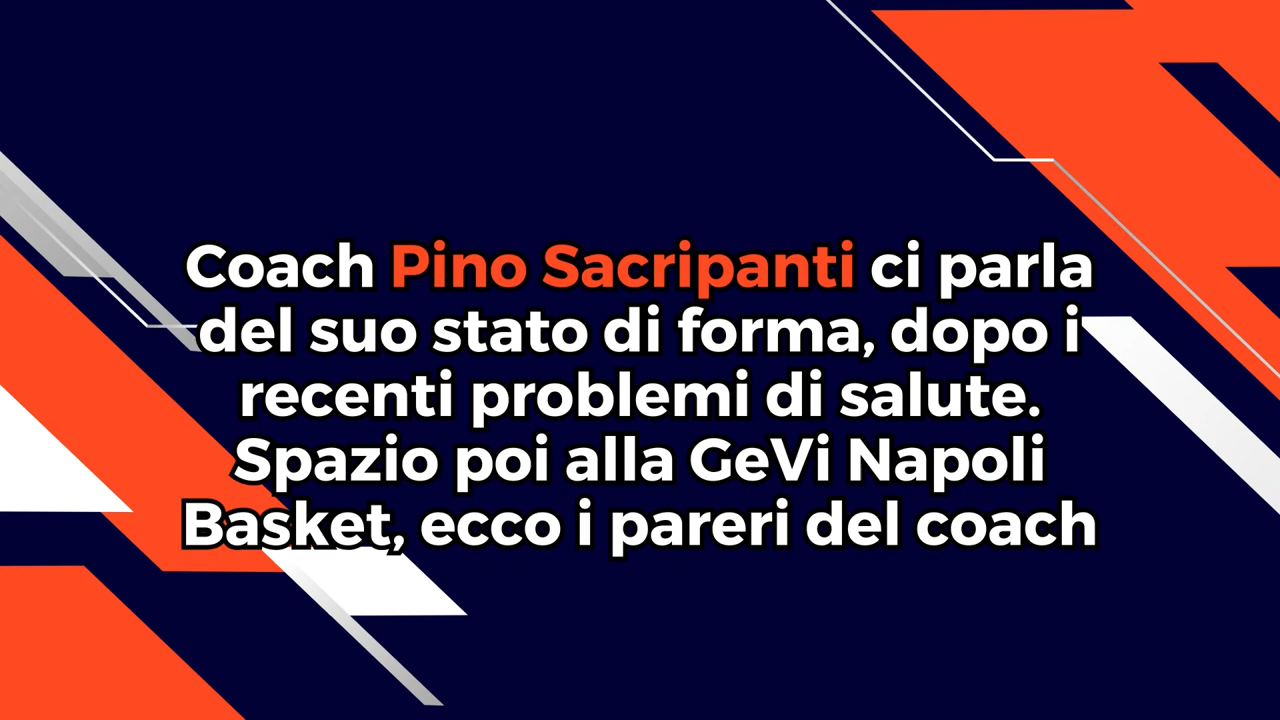 Coach Pino Sacripanti ci parla
del suo stato di forma, dopo i
recenti problemi di salute.
Spazio poi alla GeVi Napoli
Basket, ecco i pareri del coach